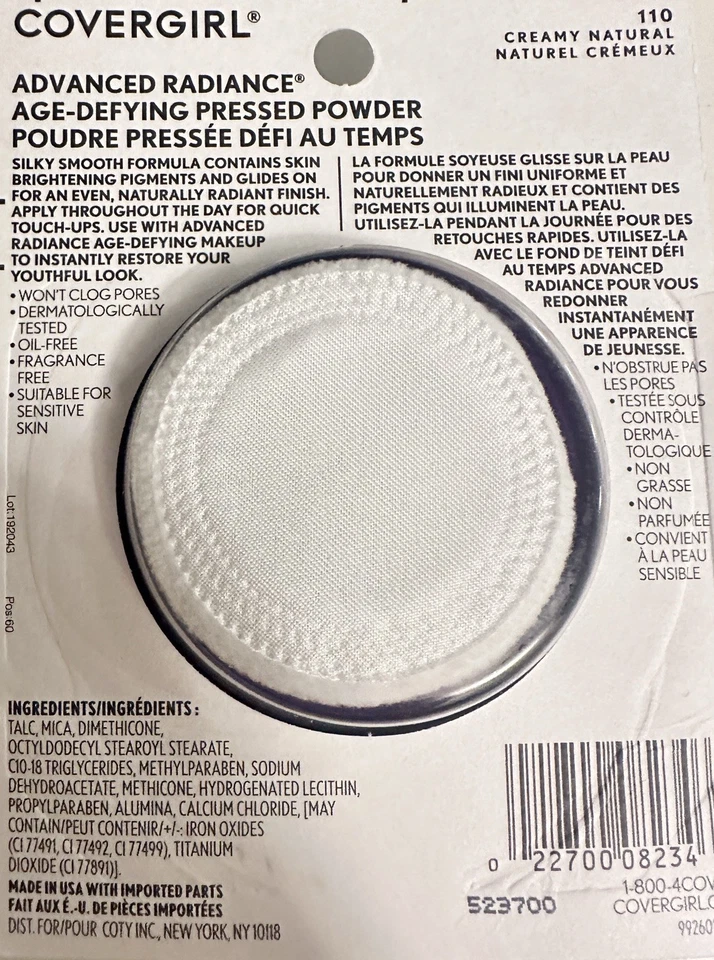 COVERGIRL®
110
CREAMY NATURAL
NATUREL CRÉMEUX
ADVANCED RADIANCE®
AGE-DEFYING PRESSED POWDER
POUDRE PRESSÉE DÉFI AU TEMPS
SILKY SMOOTH FORMULA CONTAINS SKIN
BRIGHTENING PIGMENTS AND GLIDES ON
FOR AN EVEN, NATURALLY RADIANT FINISH.
APPLY THROUGHOUT THE DAY FOR QUICK
TOUCH-UPS. USE WITH ADVANCED
RADIANCE AGE-DEFYING MAKEUP
TO INSTANTLY RESTORE YOUR
YOUTHFUL LOOK.
• WON'T CLOG PORES
• DERMATOLOGICALLY
TESTED
• OIL-FREE
• FRAGRANCE
FREE
• SUITABLE FOR
SENSITIVE
SKIN
LA FORMULE SOYEUSE GLISSE SUR LA PEAU
POUR DONNER UN FINI UNIFORME ET
NATURELLEMENT RADIEUX ET CONTIENT DES
PIGMENTS QUI ILLUMINENT LA PEAU.
UTILISEZ-LA PENDANT LA JOURNÉE POUR DES
RETOUCHES RAPIDES. UTILISEZ-LA
AVEC LE FOND DE TEINT DÉFI
AU TEMPS ADVANCED
RADIANCE POUR VOUS
REDONNER
INSTANTANÉMENT
UNE APPARENCE
DE JEUNESSE.
• N'OBSTRUE PAS
LES PORES
• TESTÉE SOUS
CONTRÔLE
DERMA-
TOLOGIQUE
• NON
GRASSE
• NON
PARFUMÉE
• CONVIENT
À LA PEAU
SENSIBLE
Lot:192043
Pos:60
INGREDIENTS/INGRÉDIENTS :
TALC, MICA, DIMETHICONE,
OCTYLDODECYL STEAROYL STEARATE,
C10-18 TRIGLYCERIDES, METHYLPARABEN, SODIUM
DEHYDROACETATE, METHICONE, HYDROGENATED LECITHIN,
PROPYLPARABEN, ALUMINA, CALCIUM CHLORIDE, [MAY
CONTAIN/PEUT CONTENIR/+/-: IRON OXIDES
(CI 77491, CI 77492, CI 77499), TITANIUM
DIOXIDE (CI 77891)].
MADE IN USA WITH IMPORTED PARTS
FAIT AUX É.-U. DE PIÈCES IMPORTÉES
DIST. FOR/POUR COTY INC., NEW YORK, NY 10118
0 22700 08234
523700
1-800-4COV
COVERGIRL.C
99260